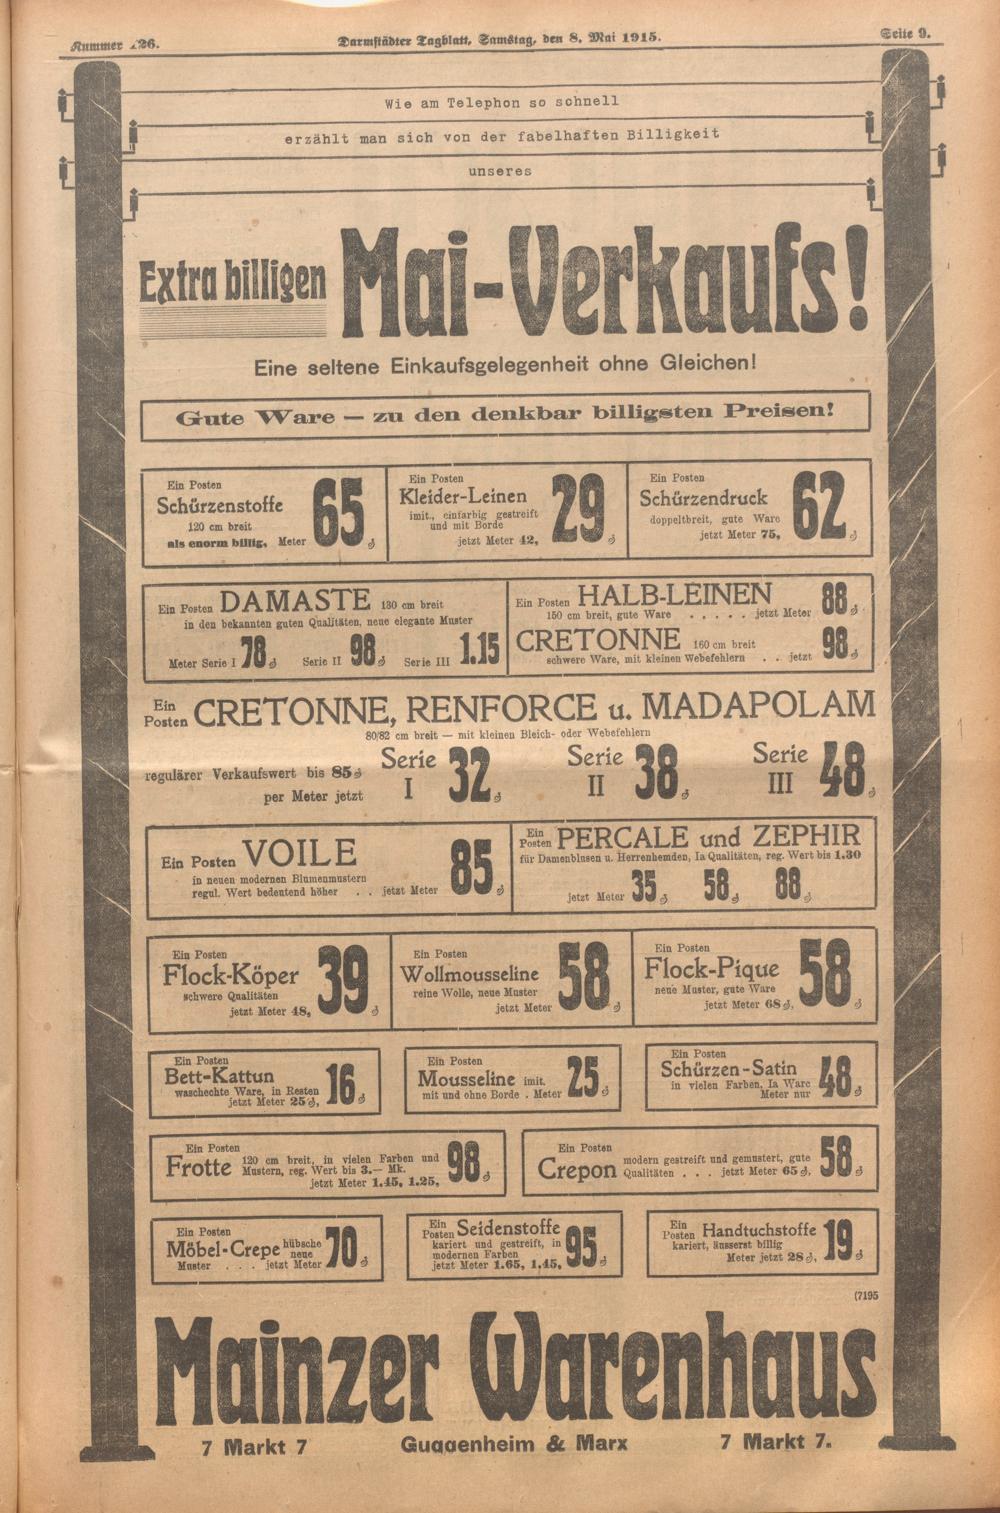 Nummer 126.
Darmstädter Tagblatt, Samstag, den 8. Mai 1915.
Seite 9.
Wie am Telephon so schnell
erzählt man sich von der fabelhaften Billigkeit
unseres
Extra billigen Mai-Verkaufs!
Eine seltene Einkaufsgelegenheit ohne Gleichen!
Gute Ware — zu den denkbar billigsten Preisen!
Ein Posten
Schürzenstoffe
120 cm breit
als enorm billig, Meter 65 ₰
Ein Posten
Kleider-Leinen
imit., einfarbig gestreift
und mit Borde
jetzt Meter 42, 29 ₰
Ein Posten
Schürzendruck
doppeltbreit, gute Ware
jetzt Meter 75, 62 ₰
Ein Posten DAMASTE 130 cm breit
in den bekannten guten Qualitäten, neue elegante Muster
Meter Serie I 78 ₰ Serie II 98 ₰ Serie III 1.15
Ein Posten HALB-LEINEN
150 cm breit, gute Ware . . . . . jetzt Meter 88 ₰
CRETONNE 160 cm breit
schwere Ware, mit kleinen Webefehlern . . jetzt 98 ₰
Ein Posten CRETONNE, RENFORCE u. MADAPOLAM
80/82 cm breit — mit kleinen Bleich- oder Webefehlern
regulärer Verkaufswert bis 85 ₰
per Meter jetzt
Serie I 32 ₰
Serie II 38 ₰
Serie III 48 ₰
Ein Posten VOILE
in neuen modernen Blumenmustern
regul. Wert bedeutend höher . . jetzt Meter 85 ₰
Ein Posten PERCALE und ZEPHIR
für Damenblusen u. Herrenhemden, Ia Qualitäten, reg. Wert bis 1.30
jetzt Meter 35 ₰ 58 ₰ 88 ₰
Ein Posten
Flock-Köper
schwere Qualitäten
jetzt Meter 48, 39 ₰
Ein Posten
Wollmousseline
reine Wolle, neue Muster
jetzt Meter 58 ₰
Ein Posten
Flock-Pique
neue Muster, gute Ware
jetzt Meter 68 ₰, 58 ₰
Ein Posten
Bett-Kattun
waschechte Ware, in Resten
jetzt Meter 25 ₰, 16 ₰
Ein Posten
Mousseline imit.
mit und ohne Borde . Meter 25 ₰
Ein Posten
Schürzen-Satin
in vielen Farben, Ia Ware
Meter nur 48 ₰
Ein Posten
Frotte 120 cm breit, in vielen Farben und
Mustern, reg. Wert bis 3.— Mk.
jetzt Meter 1.45, 1.25, 98 ₰
Ein Posten
Crepon modern gestreift und gemustert, gute
Qualitäten . . . jetzt Meter 65 ₰, 58 ₰
Ein Posten
Möbel-Crepe hübsche neue
Muster . . . jetzt Meter 70 ₰
Ein Posten Seidenstoffe
kariert und gestreift, in
modernen Farben
jetzt Meter 1.65, 1.45, 95 ₰
Ein Posten Handtuchstoffe
kariert, äusserst billig
Meter jetzt 28 ₰, 19 ₰
(7195
Mainzer Warenhaus
7 Markt 7 Guggenheim & Marx 7 Markt 7.